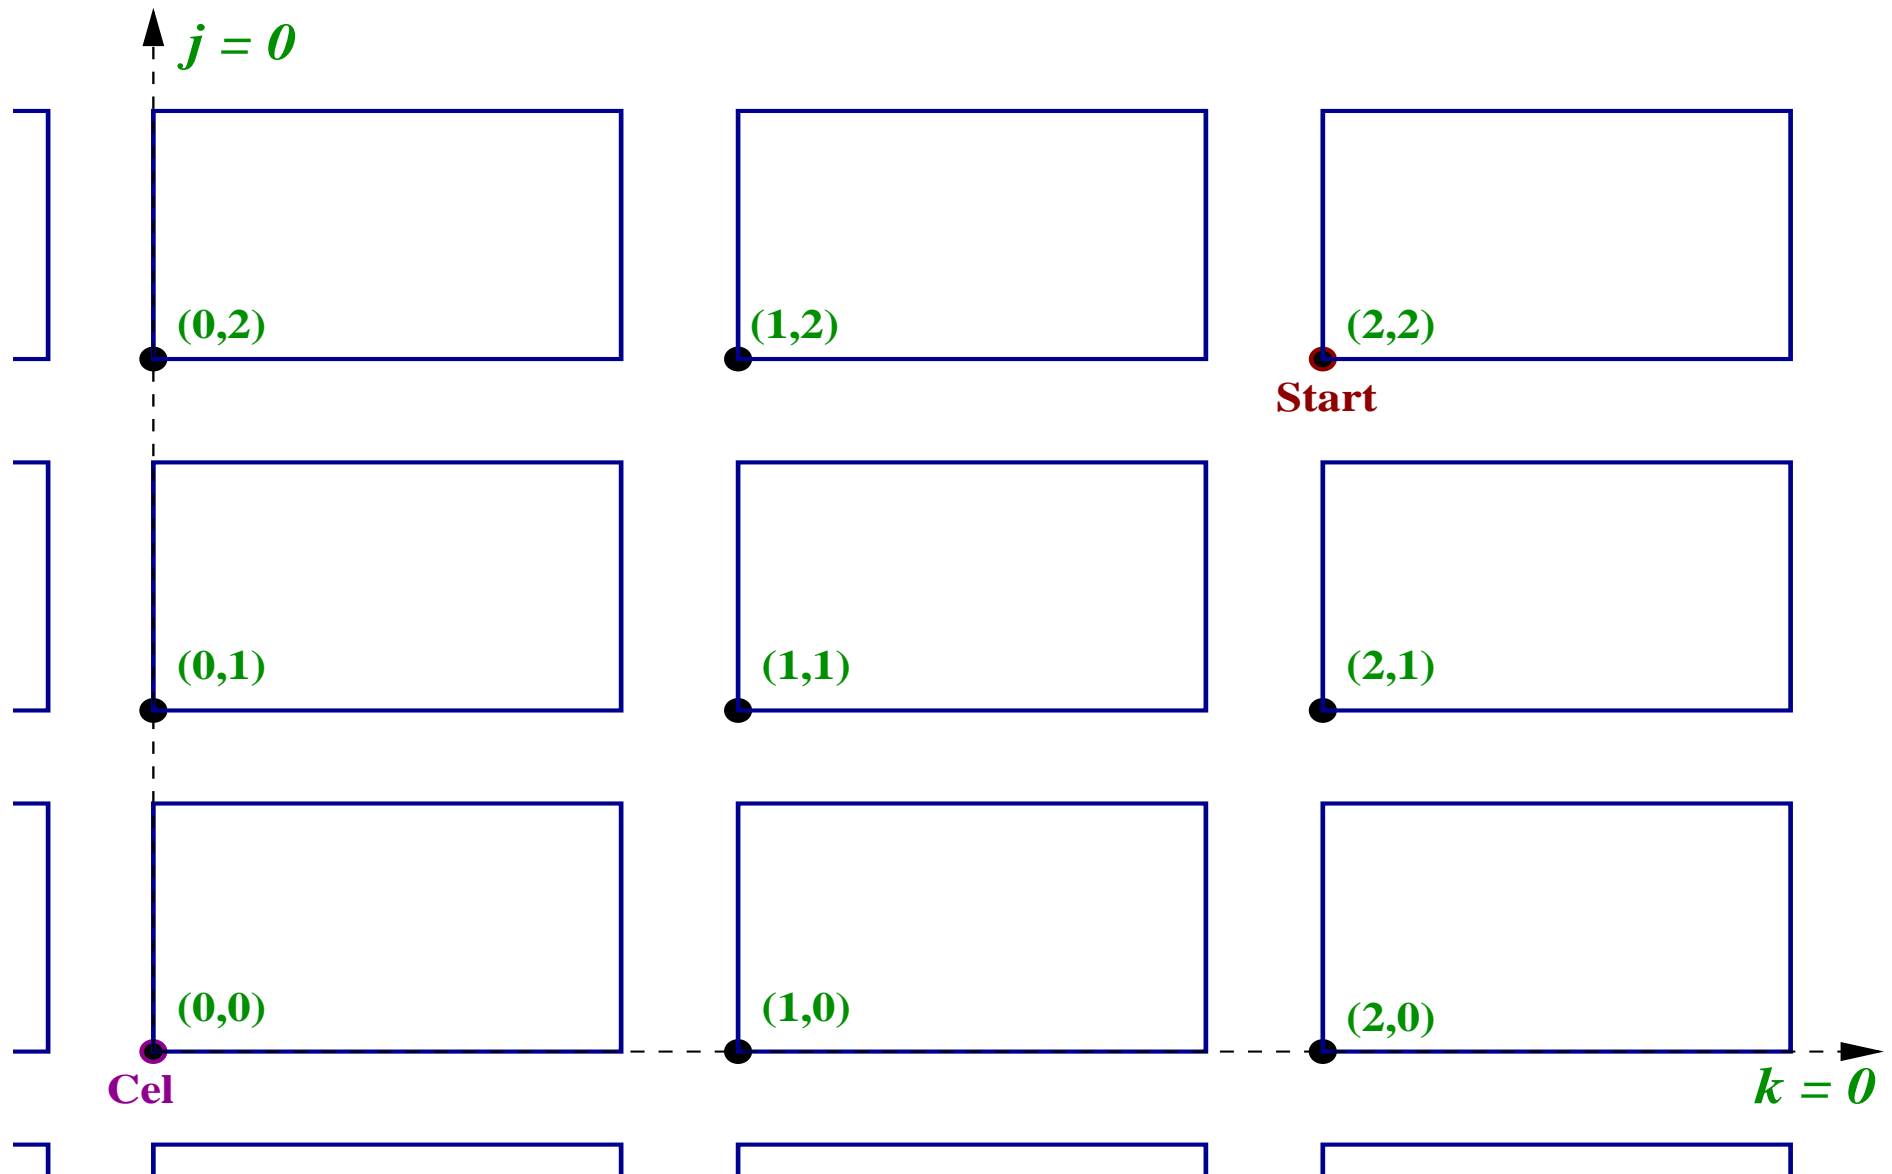 j = 0
(0,2)
(1,2)
(2,2)
Start
(0,1)
(1,1)
(2,1)
(0,0)
(1,0)
(2,0)
Cel
k = 0